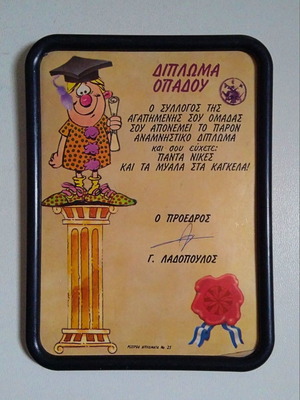 ΔΙΠΛΩΜΑ
ΟΠΑΔΟΥ
Ο ΣΥΛΛΟΓΟΣ ΤΗΣ
ΑΓΑΠΗΜΕΝΗΣ ΣΟΥ ΟΜΑΔΑΣ
ΣΟΥ ΑΠΟΝΕΜΕΙ ΤΟ ΠΑΡΟΝ
ΑΝΑΜΝΗΣΤΙΚΟ ΔΙΠΛΩΜΑ
και σου εύχεται:
ΠΑΝΤΑ ΝΙΚΕΣ
ΚΑΙ ΤΑ ΜΥΑΛΑ ΣΤΑ ΚΑΓΚΕΛΑ!
Ο ΠΡΟΕΔΡΟΣ
Γ. ΛΑΔΟΠΟΥΛΟΣ